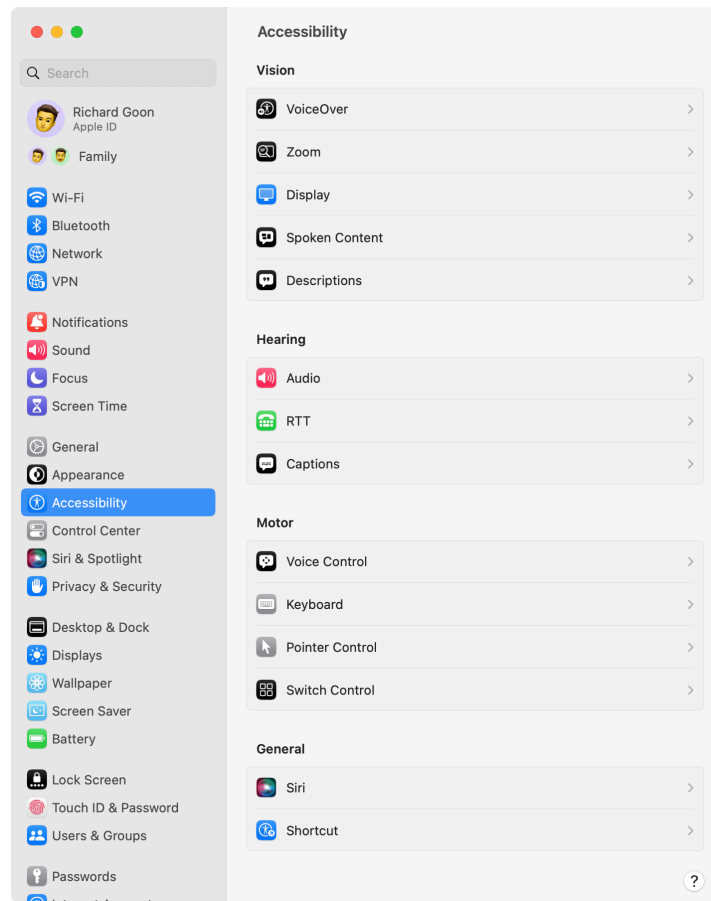 Accessibility
Search
Richard Goon
Apple ID
Family
Wi-Fi
Bluetooth
Network
VPN
Notifications
Sound
Focus
Screen Time
General
Appearance
Accessibility
Control Center
Siri & Spotlight
Privacy & Security
Desktop & Dock
Displays
Wallpaper
Screen Saver
Battery
Lock Screen
Touch ID & Password
Users & Groups
Passwords
Vision
VoiceOver
Zoom
Display
Spoken Content
Descriptions
Hearing
Audio
RTT
Captions
Motor
Voice Control
Keyboard
Pointer Control
Switch Control
General
Siri
Shortcut
?